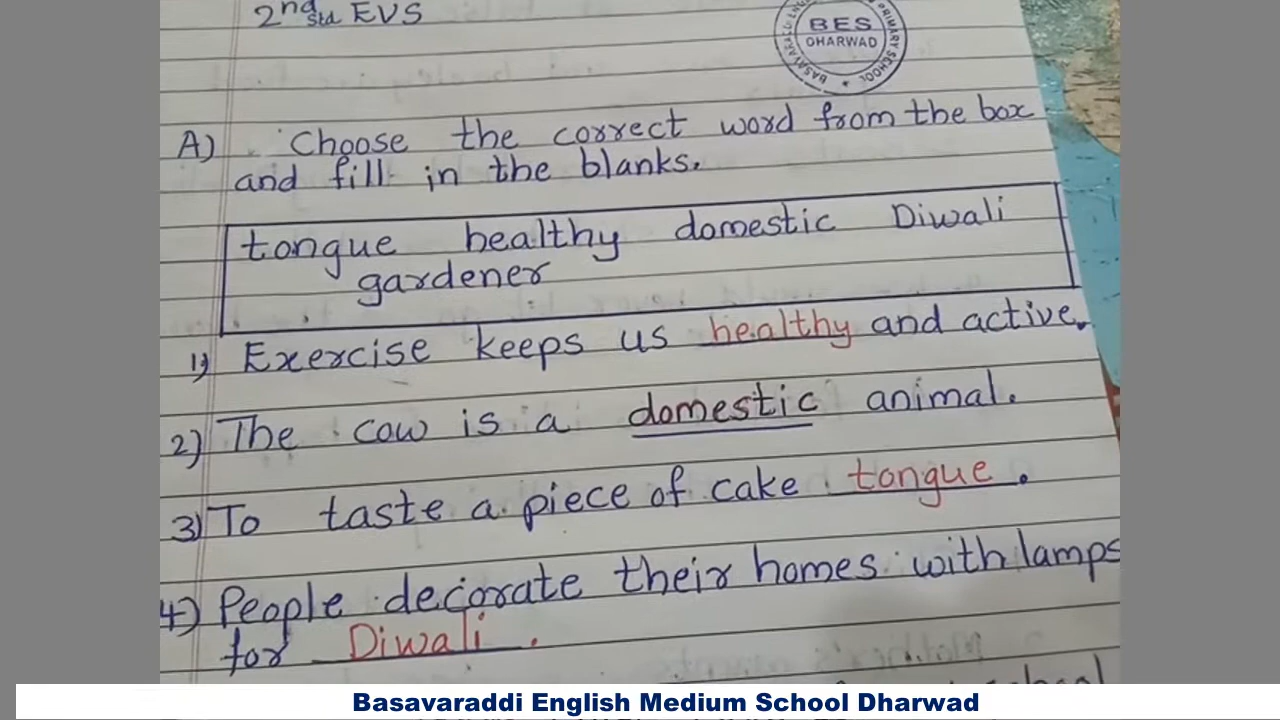 2nd Std EVS
BES
DHARWAD
A) Choose the correct word from the box
and fill in the blanks.
tongue healthy domestic Diwali
gardener
1) Exercise keeps us healthy and active.
2) The cow is a domestic animal.
3) To taste a piece of cake tongue.
4) People decorate their homes with lamps
for Diwali.
Basavaraddi English Medium School Dharwad